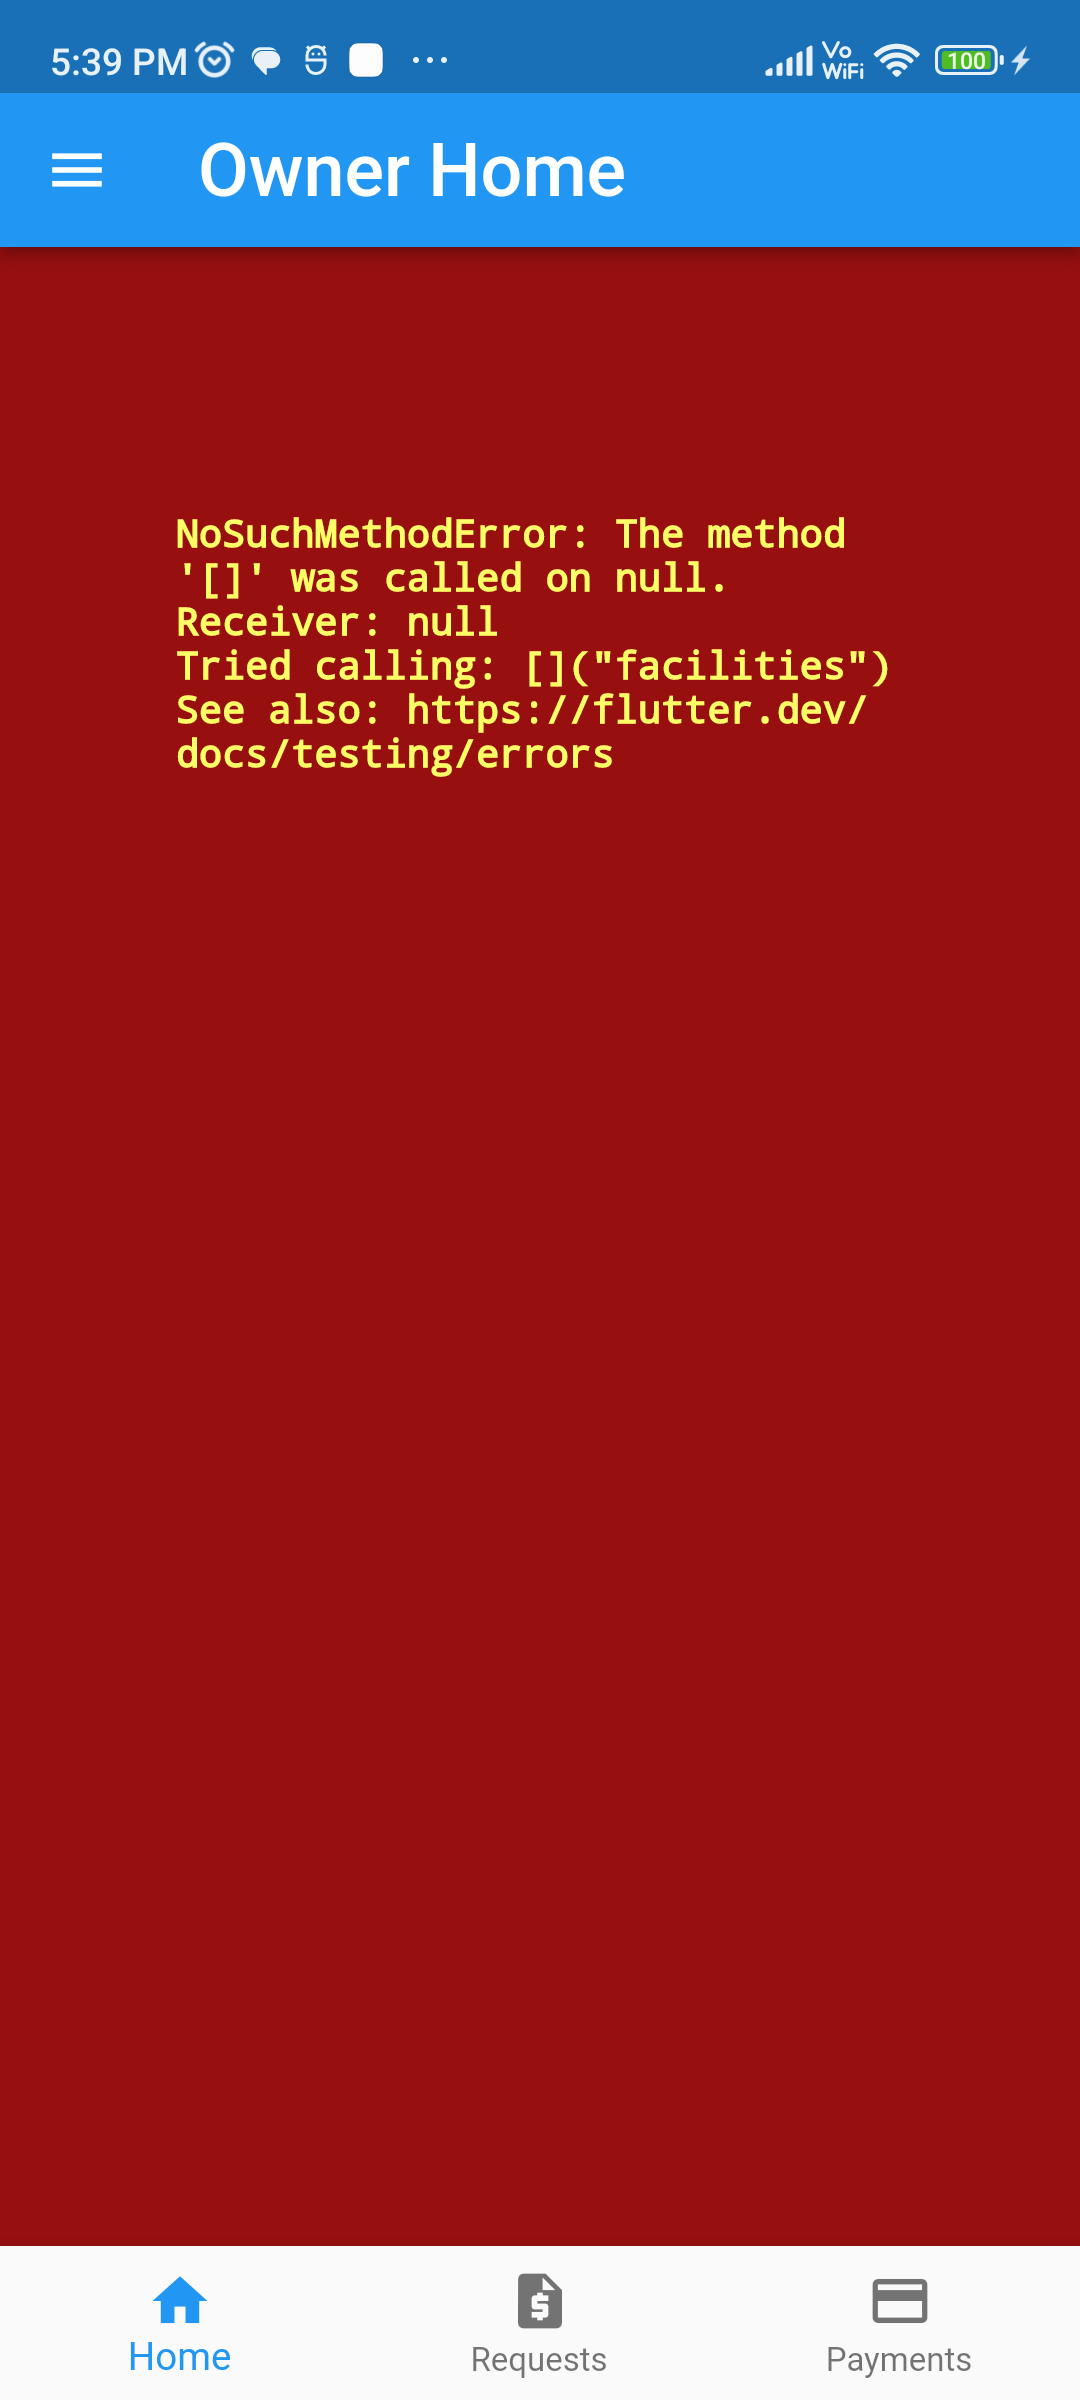 5:39 PM
Vo
WiFi
100
Owner Home
NoSuchMethodError: The method
'[]' was called on null.
Receiver: null
Tried calling: []("facilities")
See also: https://flutter.dev/
docs/testing/errors
Home
Requests
Payments